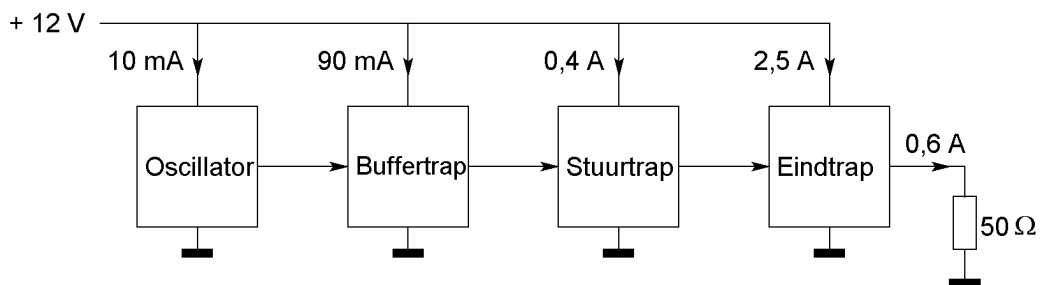 + 12 V
10 mA
90 mA
0,4 A
2,5 A
0,6 A
Oscillator
Buffertrap
Stuurtrap
Eindtrap
50 Ω